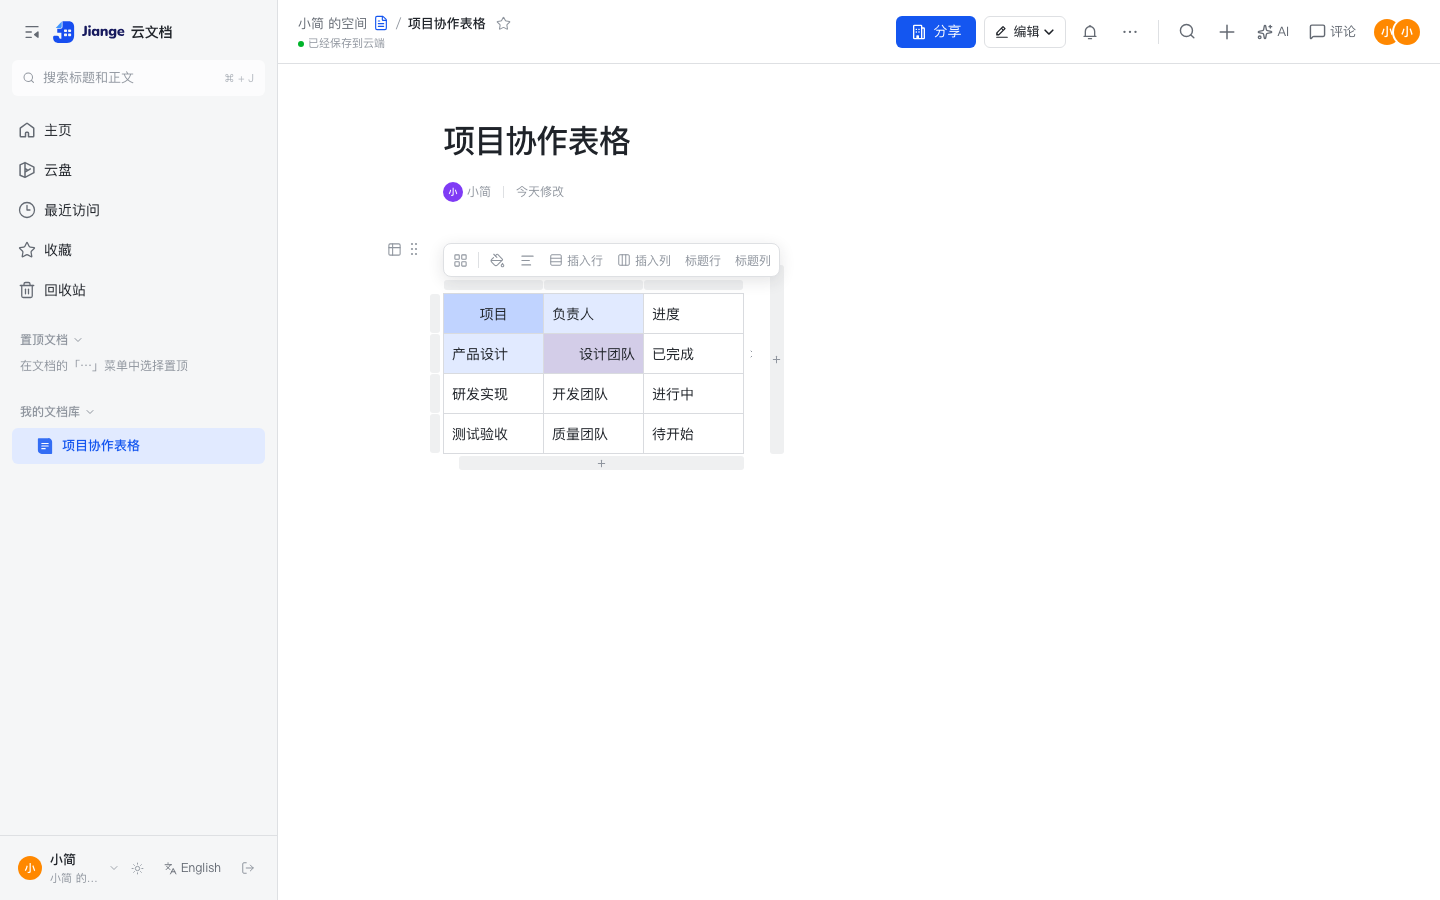 Jiange 云文档
搜索标题和正文 ⌘ + J
主页
云盘
最近访问
收藏
回收站
置顶文档
在文档的「…」菜单中选择置顶
我的文档库
项目协作表格
小 小简
小简 的...
English
小简 的空间 / 项目协作表格
已经保存到云端
分享 编辑 AI 评论 小 小
项目协作表格
小 小简 今天修改
插入行 插入列 标题行 标题列
项目 负责人 进度
产品设计 设计团队 已完成
研发实现 开发团队 进行中
测试验收 质量团队 待开始